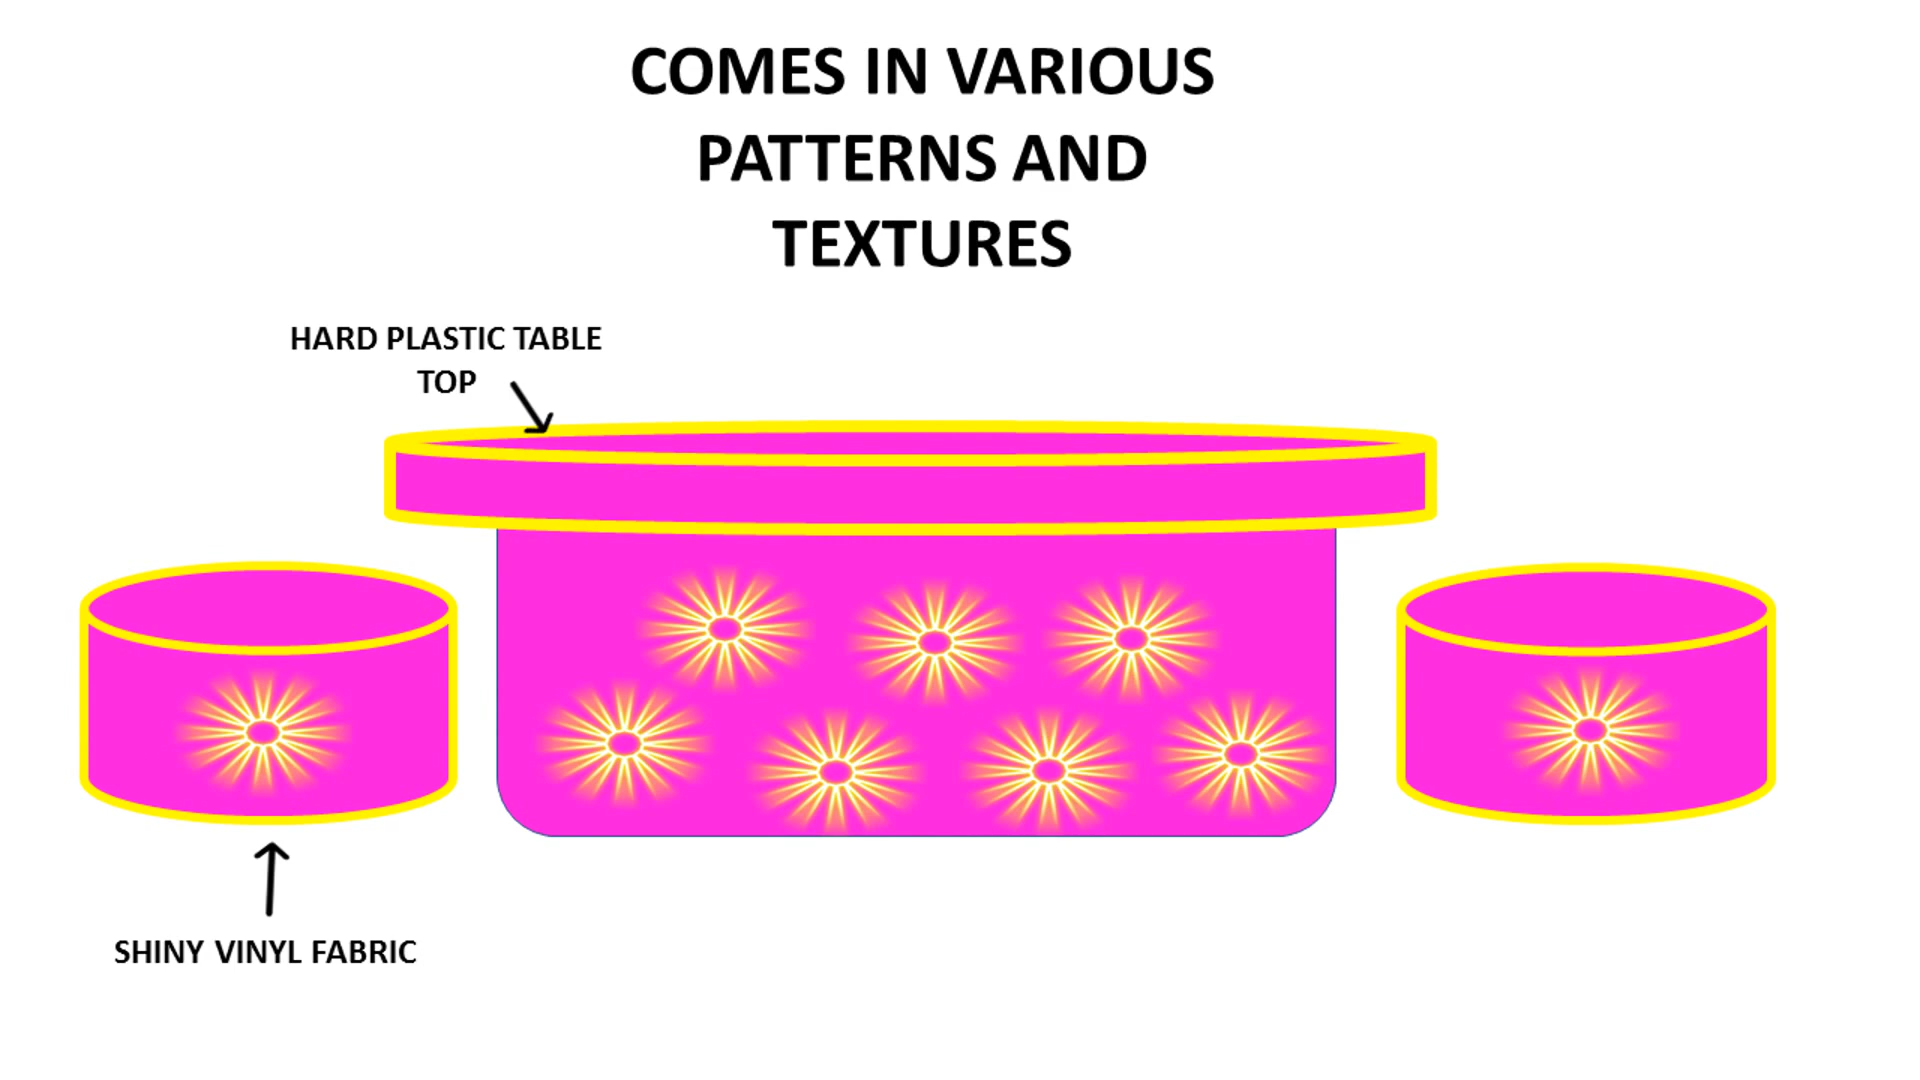 COMES IN VARIOUS
PATTERNS AND
TEXTURES
HARD PLASTIC TABLE
TOP
SHINY VINYL FABRIC